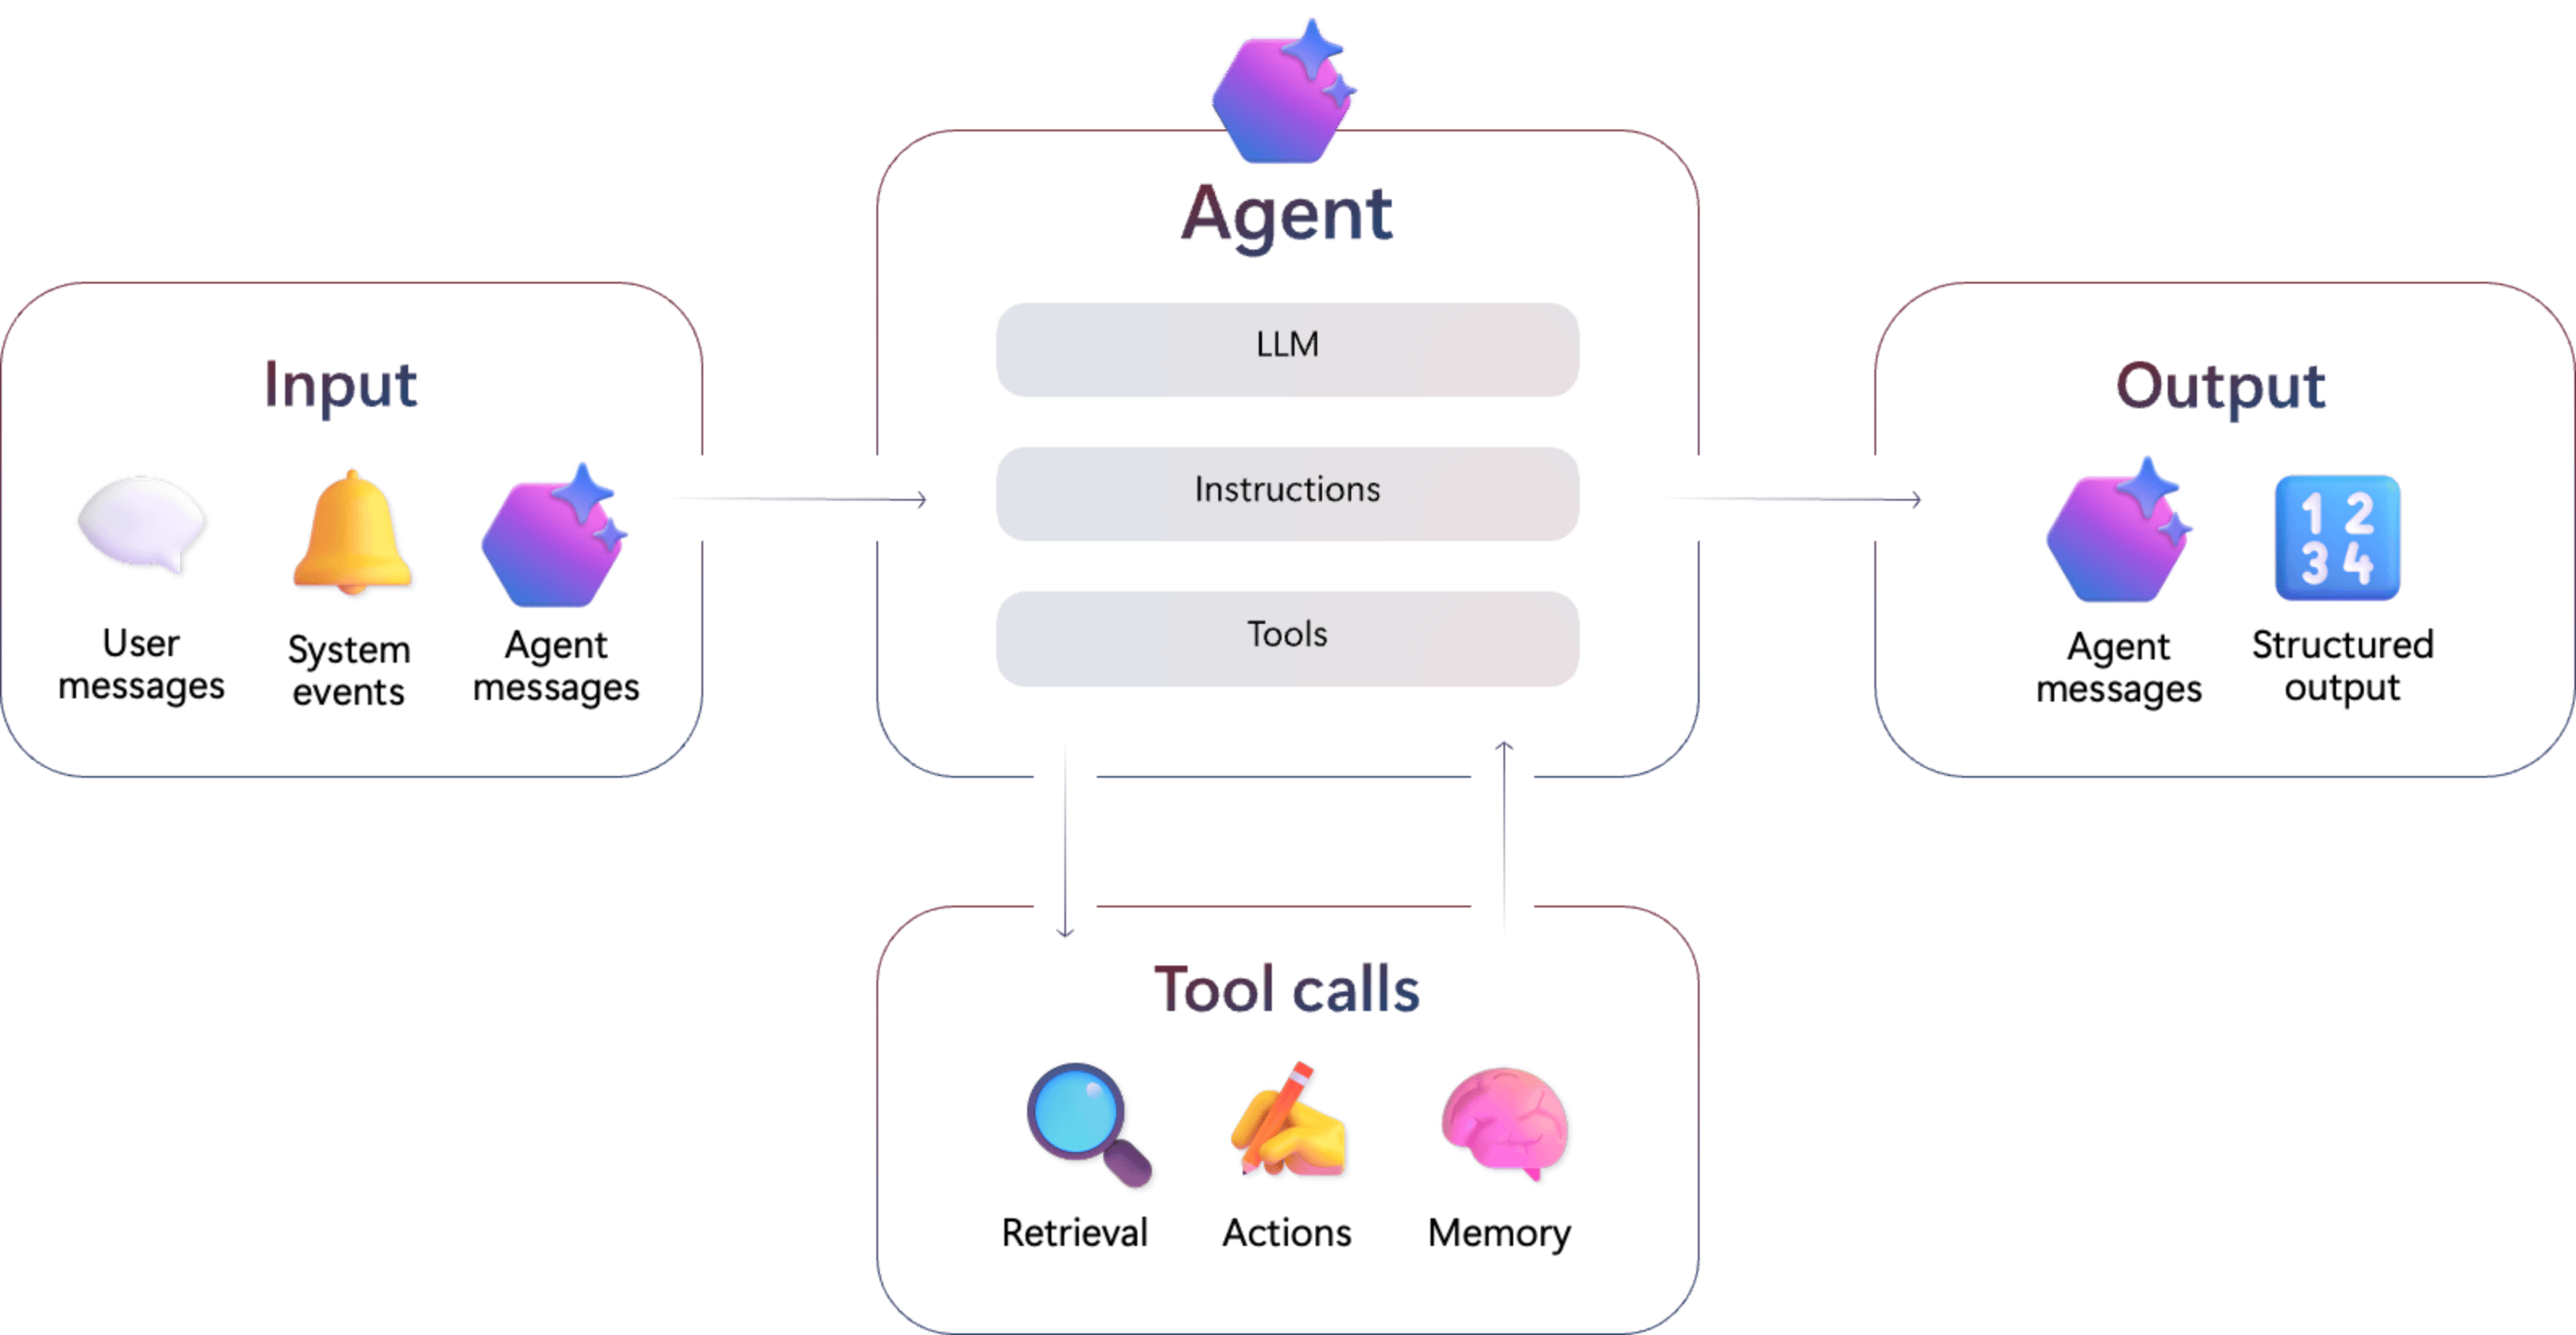 Agent
LLM
Instructions
Tools
Input
User
messages
System
events
Agent
messages
Output
Agent
messages
Structured
output
1 2
3 4
Tool calls
Retrieval
Actions
Memory